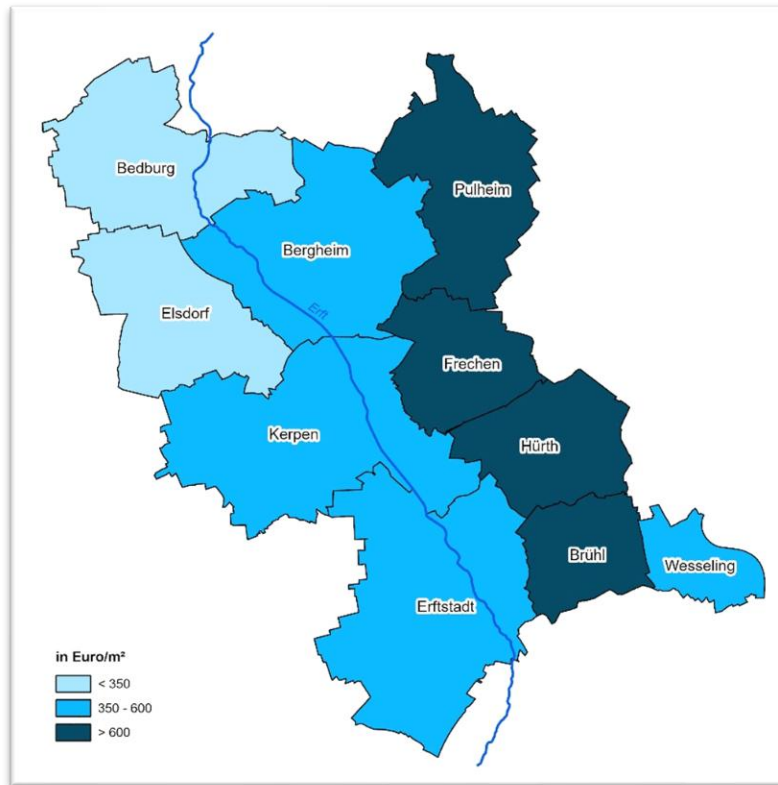 Bedburg
Pulheim
Bergheim
Elsdorf
Erft
Frechen
Kerpen
Hürth
Brühl
Wesseling
Erftstadt
in Euro/m²
< 350
350 - 600
> 600